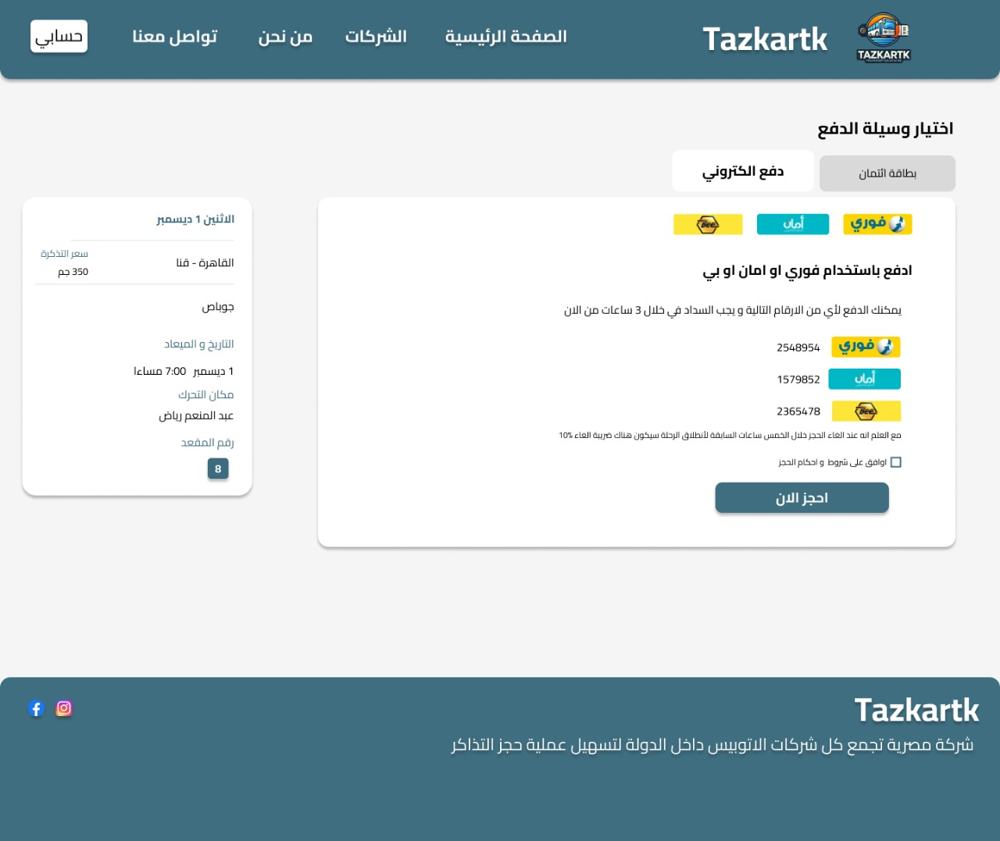 TAZKARTK
Tazkartk
الصفحة الرئيسية
الشركات
من نحن
تواصل معنا
حسابي
اختيار وسيلة الدفع
بطاقة ائتمان
دفع الكتروني
فوري
أمان
Bee
ادفع باستخدام فوري او امان او بي
يمكنك الدفع لأي من الارقام التالية و يجب السداد في خلال 3 ساعات من الان
فوري 2548954
أمان 1579852
Bee 2365478
مع العلم انه عند الغاء الحجز خلال الخمس ساعات السابقة لأنطلاق الرحلة سيكون هناك ضريبة الغاء 10%
اوافق على شروط و احكام الحجز
احجز الان
الاثنين 1 ديسمبر
القاهرة - قنا
سعر التذكرة
350 جم
جوباص
التاريخ و الميعاد
1 ديسمبر 7:00 مساءا
مكان التحرك
عبد المنعم رياض
رقم المقعد
8
Tazkartk
شركة مصرية تجمع كل شركات الاتوبيس داخل الدولة لتسهيل عملية حجز التذاكر